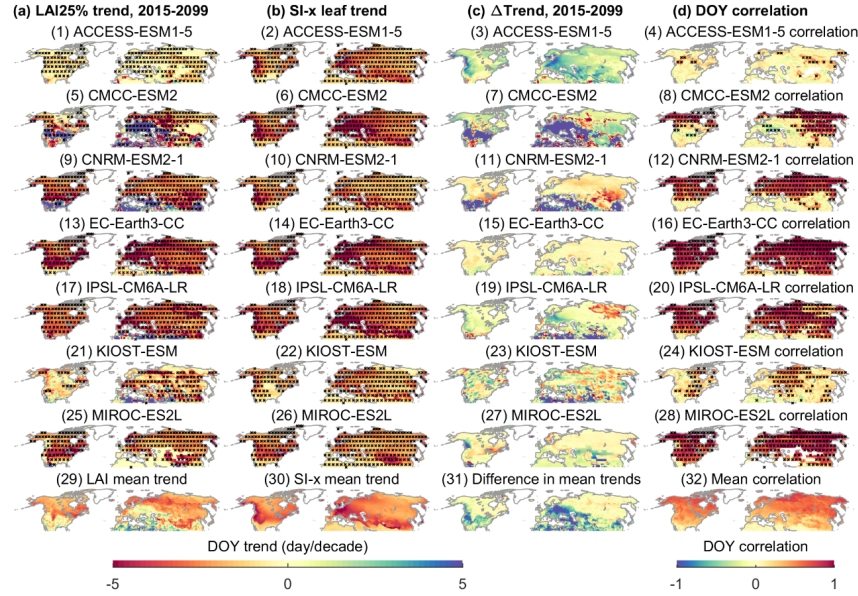 (a) LAI25% trend, 2015-2099 (b) SI-x leaf trend (c) ΔTrend, 2015-2099 (d) DOY correlation
(1) ACCESS-ESM1-5 (2) ACCESS-ESM1-5 (3) ACCESS-ESM1-5 (4) ACCESS-ESM1-5 correlation
(5) CMCC-ESM2 (6) CMCC-ESM2 (7) CMCC-ESM2 (8) CMCC-ESM2 correlation
(9) CNRM-ESM2-1 (10) CNRM-ESM2-1 (11) CNRM-ESM2-1 (12) CNRM-ESM2-1 correlation
(13) EC-Earth3-CC (14) EC-Earth3-CC (15) EC-Earth3-CC (16) EC-Earth3-CC correlation
(17) IPSL-CM6A-LR (18) IPSL-CM6A-LR (19) IPSL-CM6A-LR (20) IPSL-CM6A-LR correlation
(21) KIOST-ESM (22) KIOST-ESM (23) KIOST-ESM (24) KIOST-ESM correlation
(25) MIROC-ES2L (26) MIROC-ES2L (27) MIROC-ES2L (28) MIROC-ES2L correlation
(29) LAI mean trend (30) SI-x mean trend (31) Difference in mean trends (32) Mean correlation
DOY trend (day/decade) DOY correlation
-5 0 5 -1 0 1